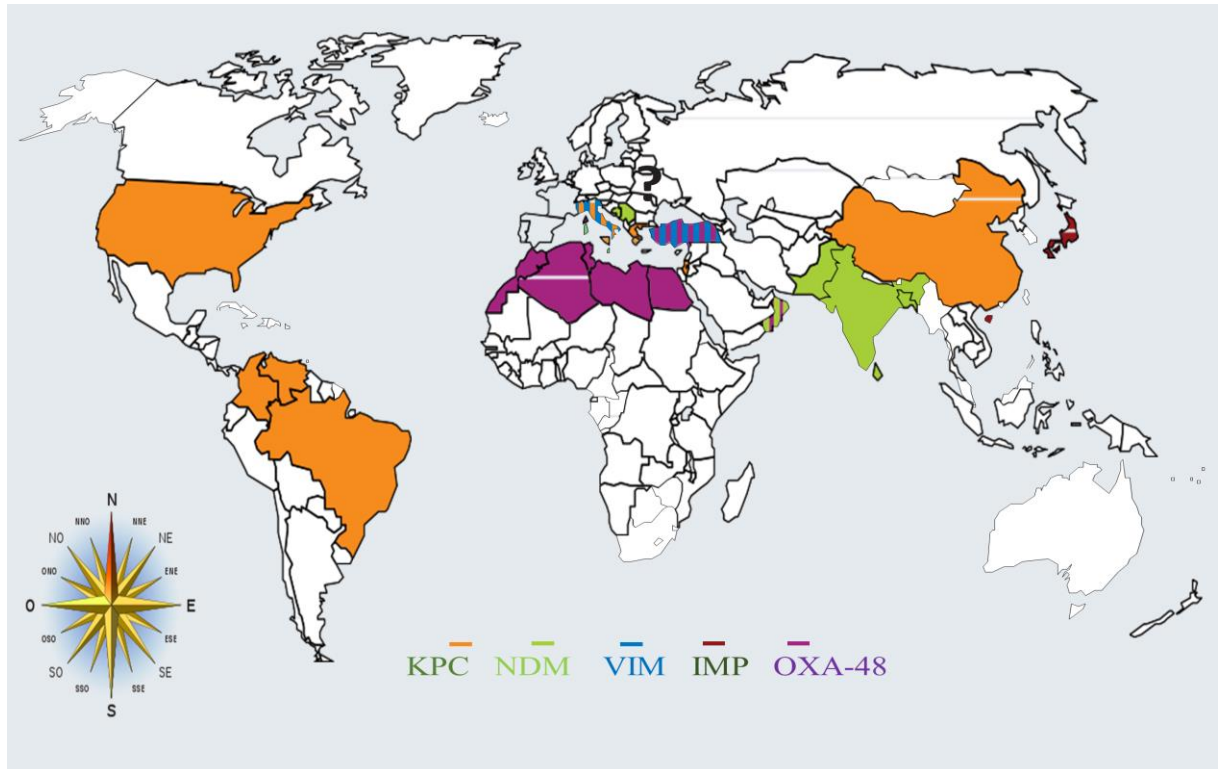 ?
N
NNO NNE
NO NE
ONO ENE
O E
OSO ESE
SO SE
SSO SSE
S
KPC NDM VIM IMP OXA-48